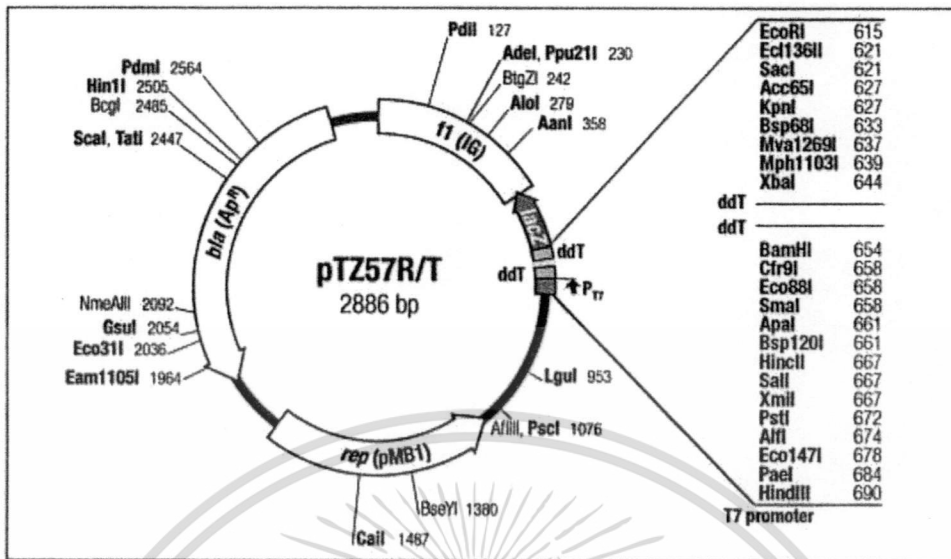 PdiI 127
AdeI, Ppu21I 230
BtgZI 242
AloI 279
AanI 358
PdmI 2564
Hin1I 2505
BcgI 2485
ScaI, TatI 2447
f1 (IG)
bla (ApR)
ddT
ddT
PT7
pTZ57R/T
2886 bp
NmeAIII 2092
GsuI 2054
Eco31I 2036
Eam1105I 1964
LguI 953
AflIII, PscI 1076
rep (pMB1)
BseYI 1380
CaiI 1487
EcoRI 615
Ecl136II 621
SacI 621
Acc65I 627
KpnI 627
Bsp68I 633
Mva1269I 637
Mph1103I 639
XbaI 644
ddT
ddT
BamHI 654
Cfr9I 658
Eco88I 658
SmaI 658
ApaI 661
Bsp120I 661
HincII 667
SalI 667
XmiI 667
PstI 672
AlfI 674
Eco147I 678
PaeI 684
HindIII 690
T7 promoter